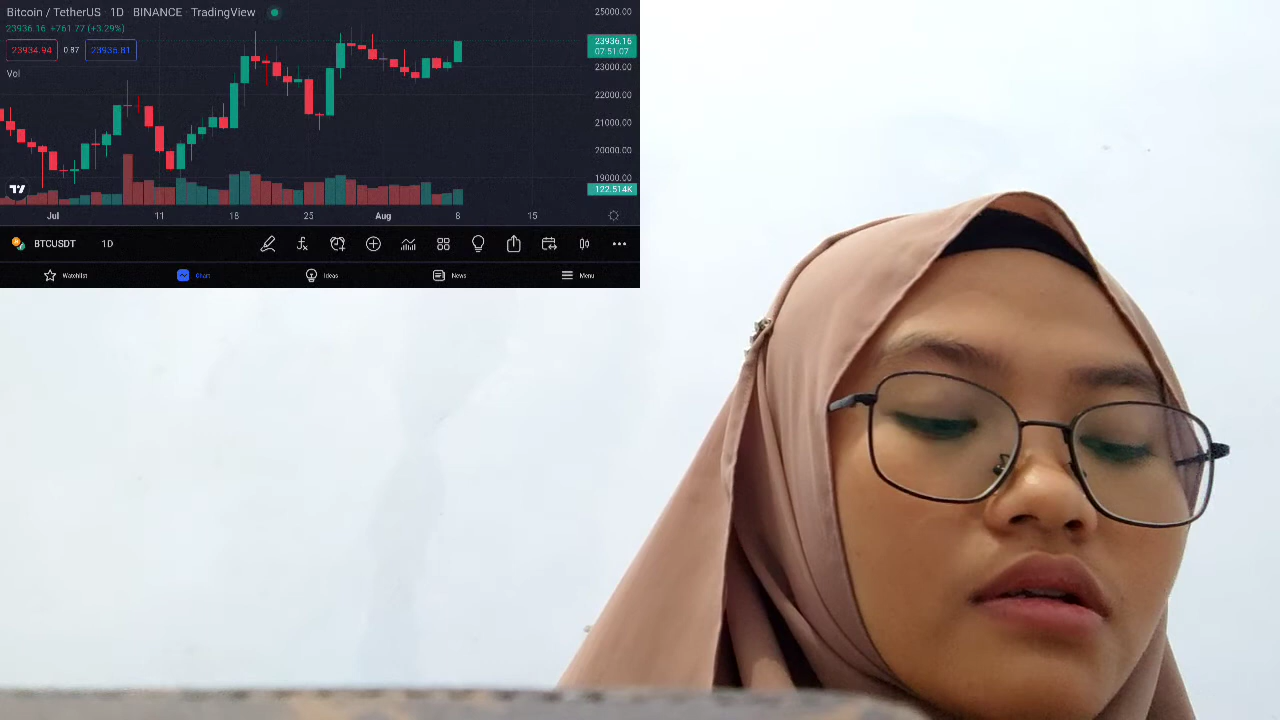 Bitcoin / TetherUS · 1D · BINANCE · TradingView
23936.16 +761.77 (+3.29%)
23934.94 0.87 23935.81
Vol
25000.00
23936.16
07:51:07
23000.00
22000.00
21000.00
20000.00
19000.00
122.514K
Jul 11 18 25 Aug 8 15
BTCUSDT 1D
Watchlist Chart Ideas News Menu